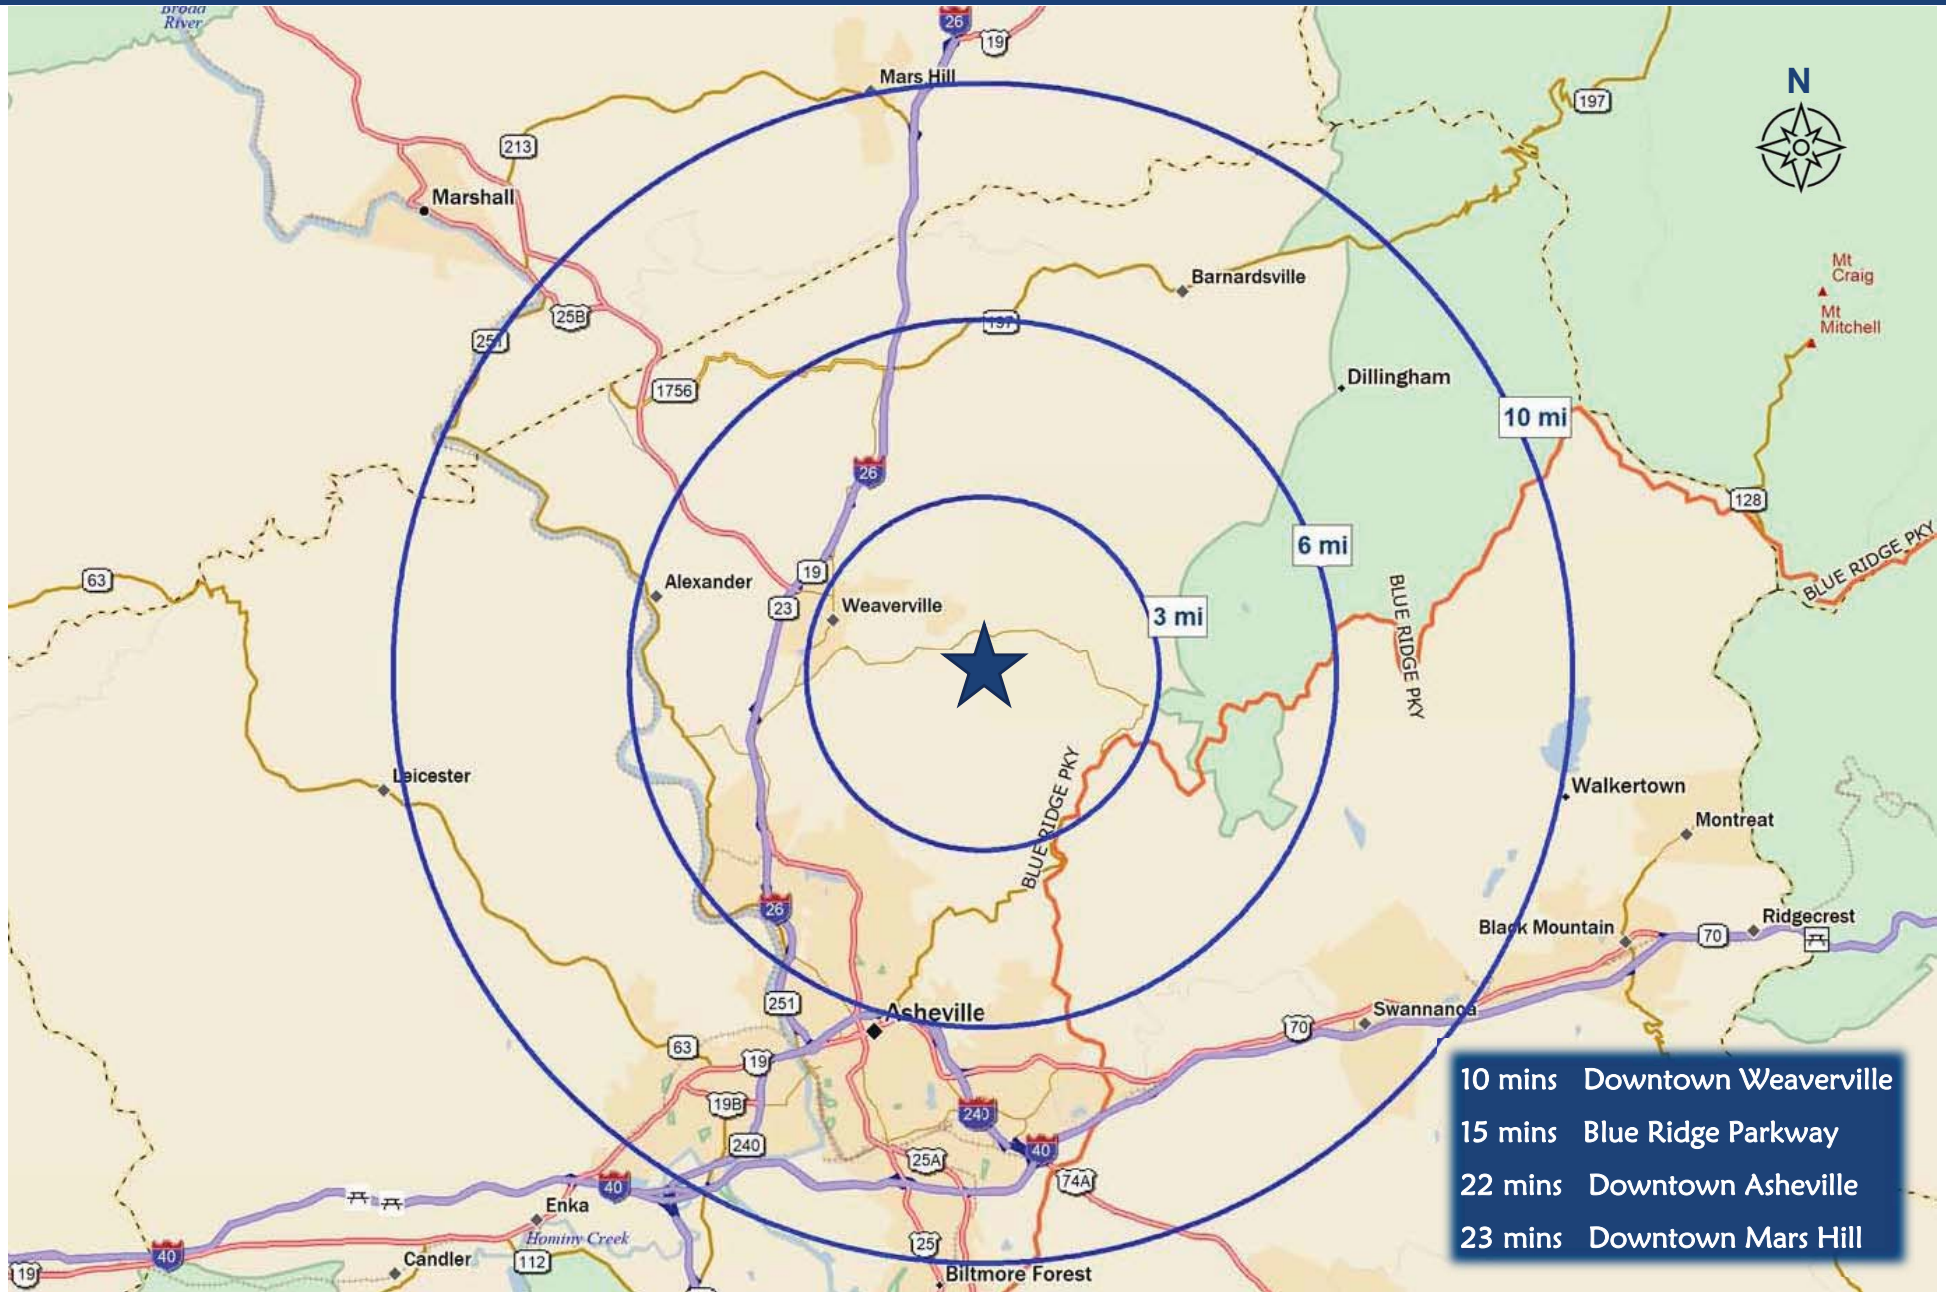 Broad
River
26
19
Mars Hill
N
197
213
Marshall
Mt
Craig
Barnardsville
25B
197
Mt
Mitchell
251
Dillingham
1756
10 mi
26
128
6 mi
BLUE RIDGE PKY
19
63
Alexander
23
Weaverville
3 mi
BLUE RIDGE PKY
Leicester
BLUE RIDGE PKY
Walkertown
Montreat
26
Ridgecrest
Black Mountain
70
251
Asheville
Swannanoa
70
63
19
19B
240
10 mins Downtown Weaverville
240
40
15 mins Blue Ridge Parkway
25A
74A
40
22 mins Downtown Asheville
Enka
Hominy Creek
25
23 mins Downtown Mars Hill
40
Candler
112
19
Biltmore Forest